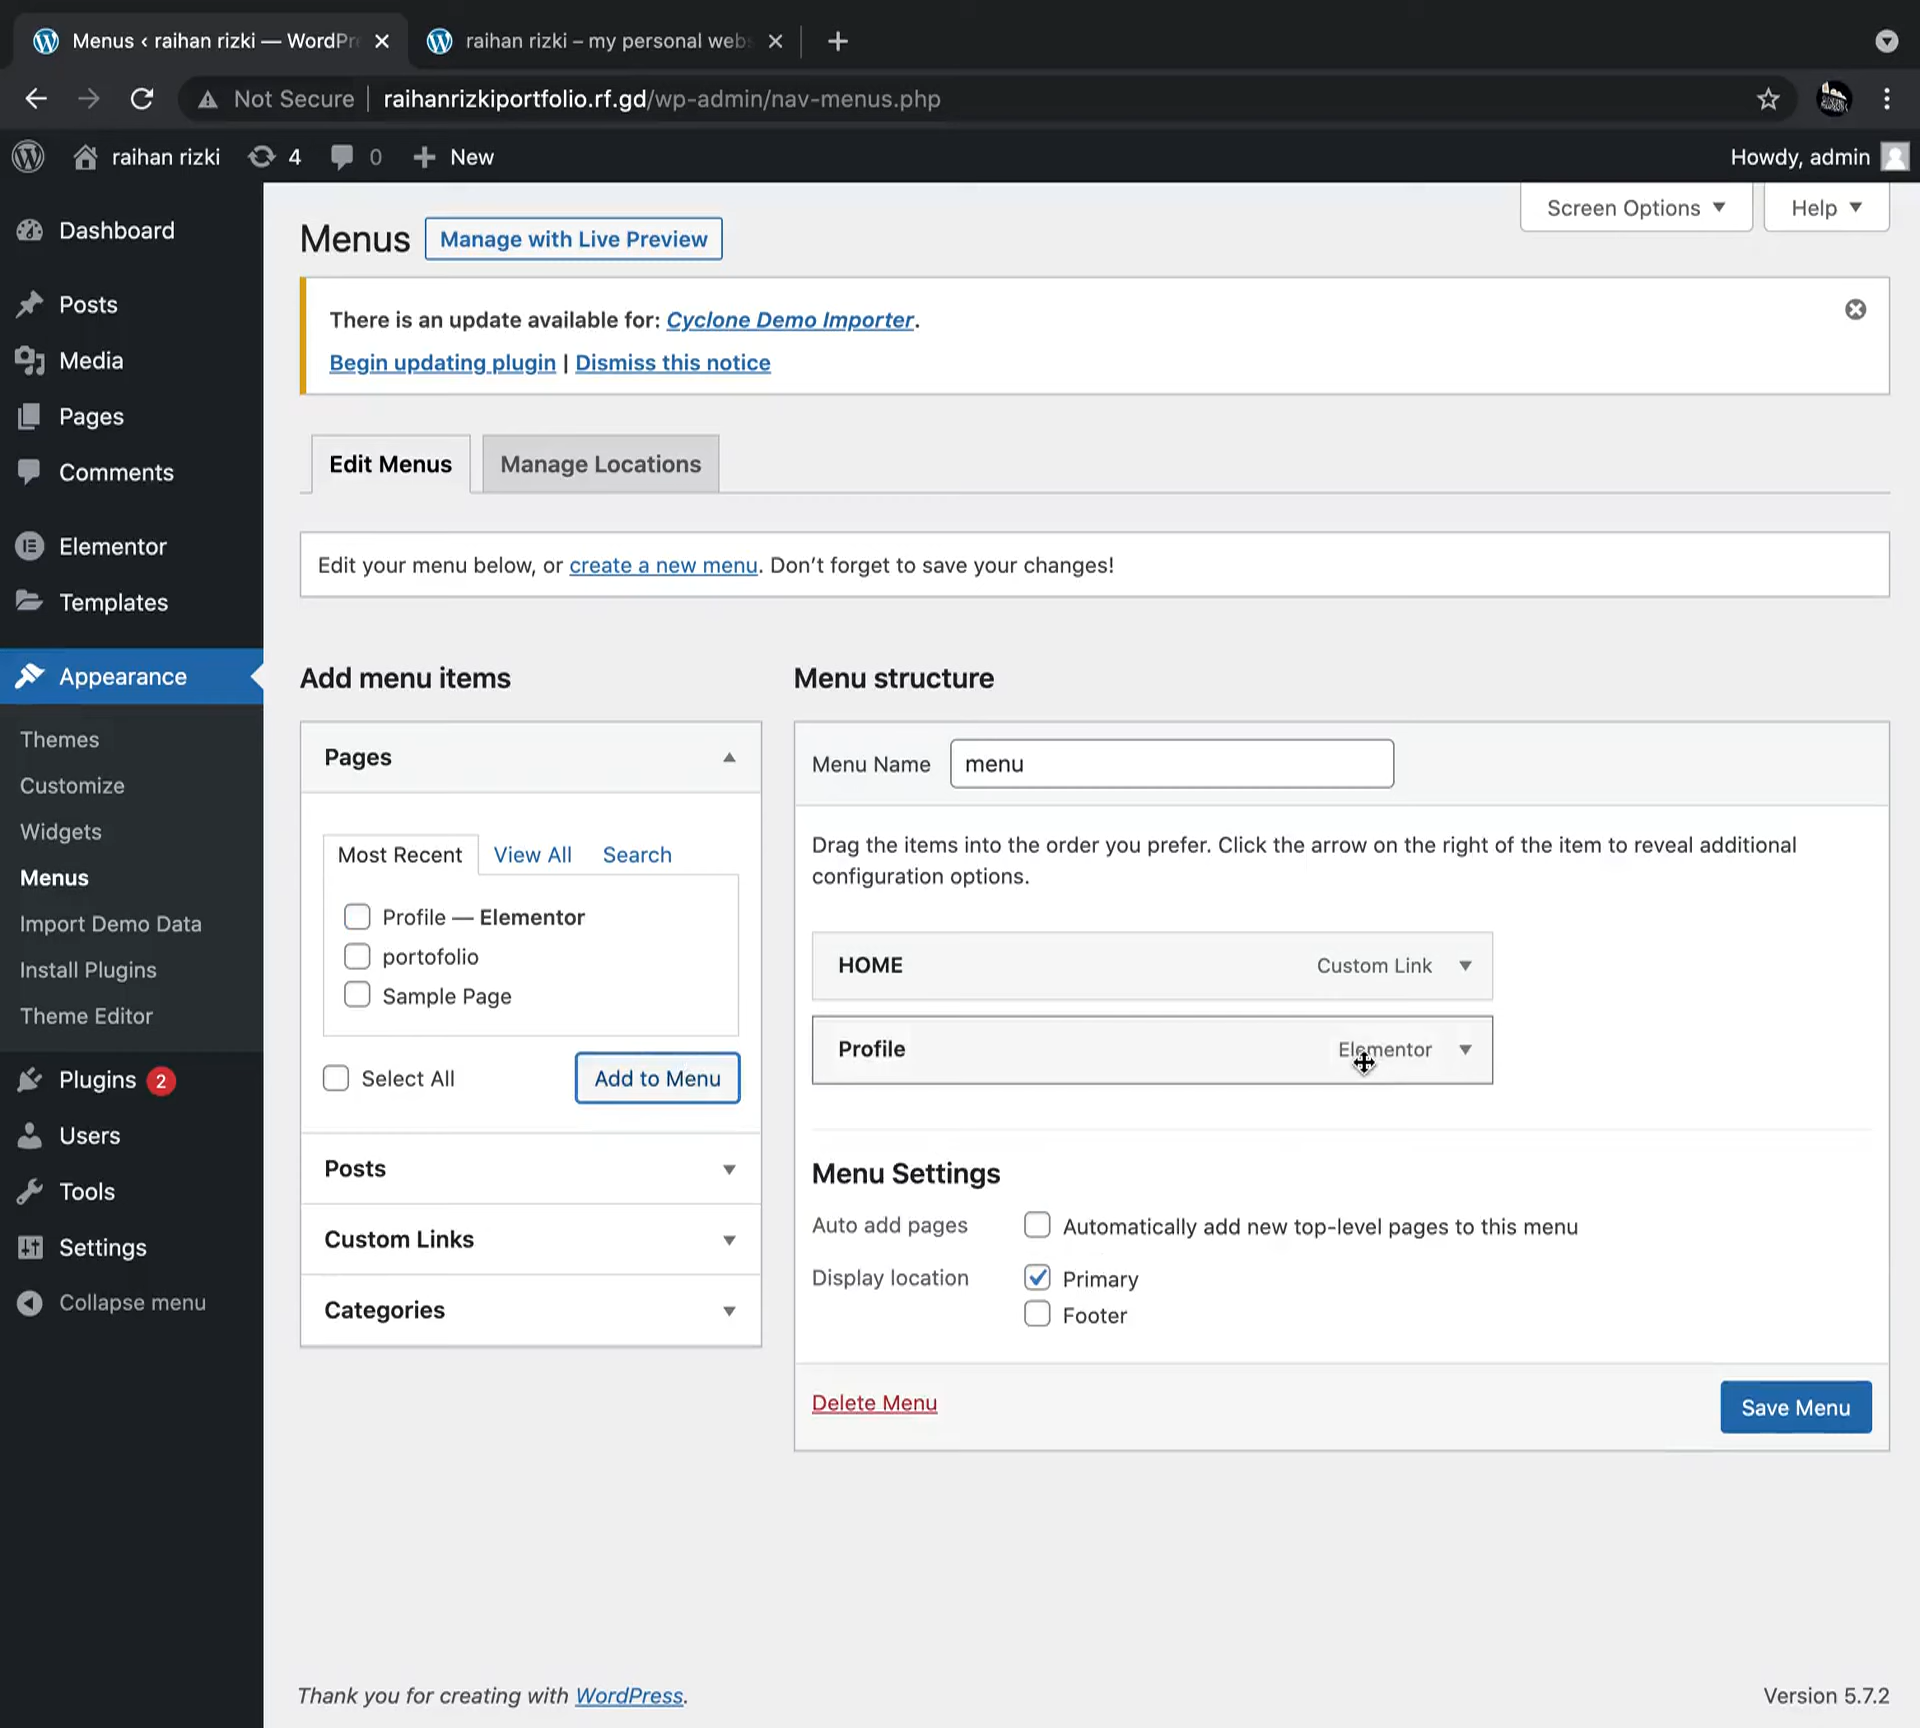 Menus ‹ raihan rizki — WordPr
raihan rizki – my personal webs
Not Secure
raihanrizkiportfolio.rf.gd/wp-admin/nav-menus.php
raihan rizki
4
0
New
Howdy, admin
Dashboard
Posts
Media
Pages
Comments
Elementor
Templates
Appearance
Themes
Customize
Widgets
Menus
Import Demo Data
Install Plugins
Theme Editor
Plugins 2
Users
Tools
Settings
Collapse menu
Screen Options
Help
Menus
Manage with Live Preview
There is an update available for: Cyclone Demo Importer.
Begin updating plugin | Dismiss this notice
Edit Menus
Manage Locations
Edit your menu below, or create a new menu. Don’t forget to save your changes!
Add menu items
Pages
Most Recent
View All
Search
Profile — Elementor
portofolio
Sample Page
Select All
Add to Menu
Posts
Custom Links
Categories
Menu structure
Menu Name
menu
Drag the items into the order you prefer. Click the arrow on the right of the item to reveal additional
configuration options.
HOME
Custom Link
Profile
Elementor
Menu Settings
Auto add pages
Automatically add new top-level pages to this menu
Display location
Primary
Footer
Delete Menu
Save Menu
Thank you for creating with WordPress.
Version 5.7.2